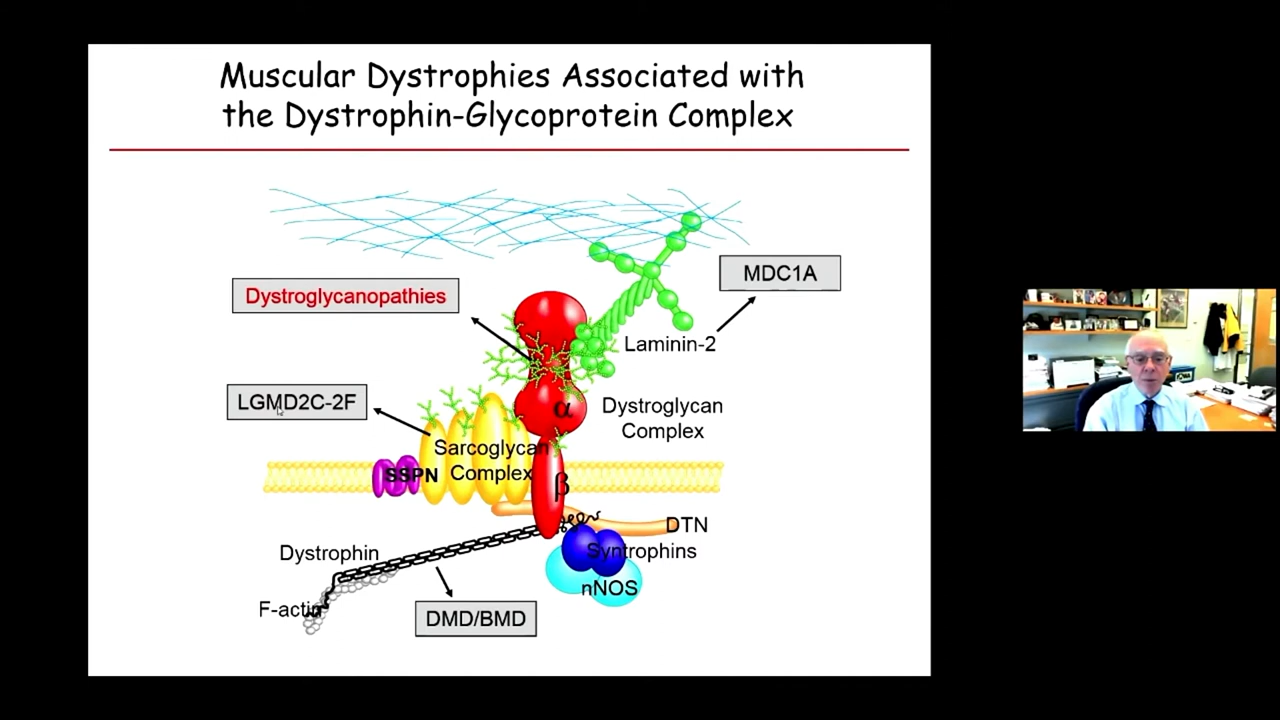 Muscular Dystrophies Associated with
the Dystrophin-Glycoprotein Complex
MDC1A
Dystroglycanopathies
Laminin-2
LGMD2C-2F
α
Dystroglycan
Complex
Sarcoglycan
Complex
SSPN
β
DTN
Dystrophin
Syntrophins
nNOS
F-actin
DMD/BMD